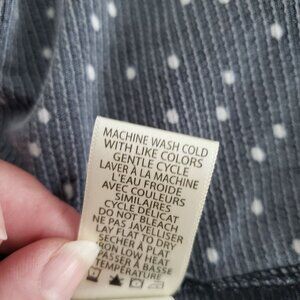 MACHINE WASH COLD
WITH LIKE COLORS
GENTLE CYCLE
LAVER À LA MACHINE
L'EAU FROIDE
AVEC COULEURS
SIMILAIRES
CYCLE DÉLICAT
DO NOT BLEACH
NE PAS JAVELLISER
LAY FLAT TO DRY
SECHER À PLAT
IRON LOW HEAT
PASSER À BASSE
TEMPÉRATURE